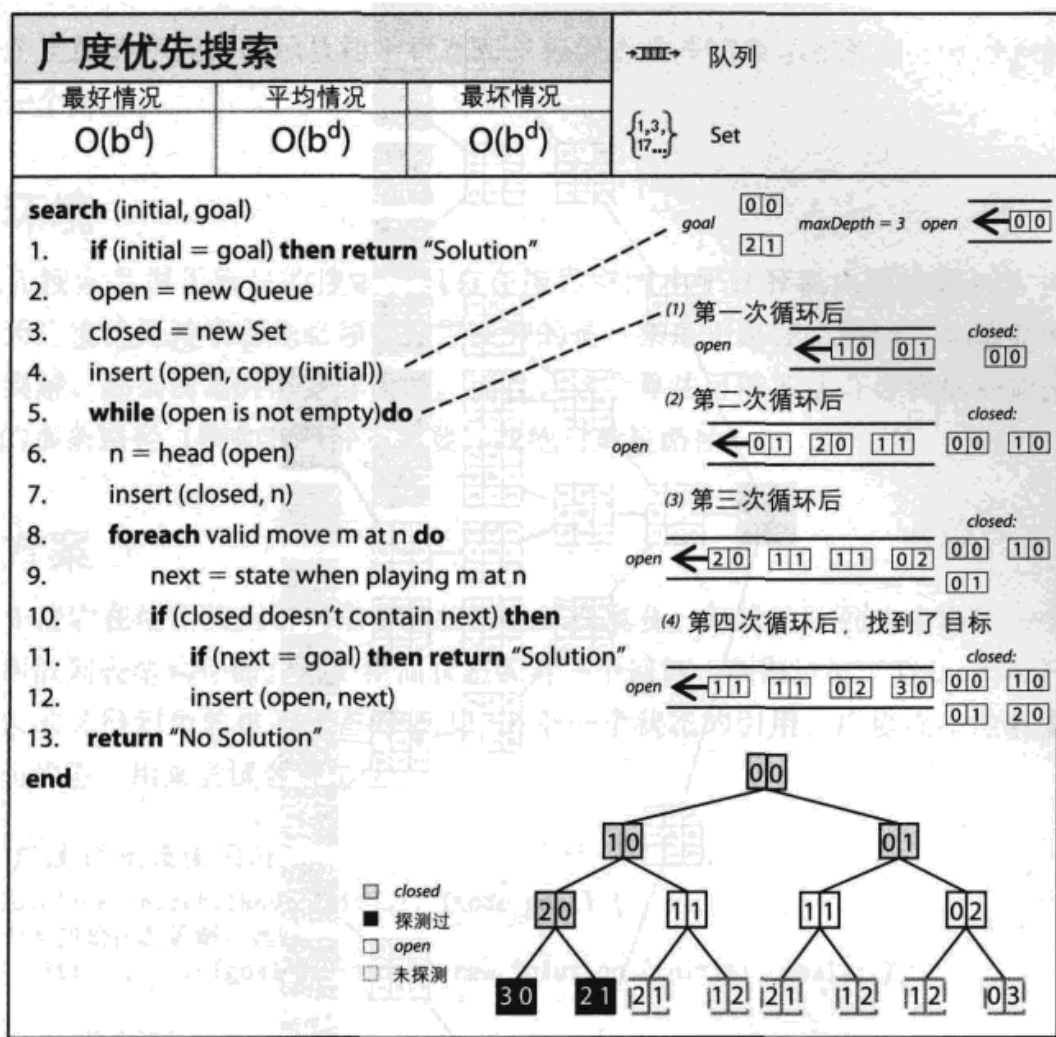 广度优先搜索
最好情况 平均情况 最坏情况
O(b^d) O(b^d) O(b^d)
队列
{1,3, 17...} Set
search (initial, goal)
1. if (initial = goal) then return “Solution”
2. open = new Queue
3. closed = new Set
4. insert (open, copy (initial))
5. while (open is not empty)do
6. n = head (open)
7. insert (closed, n)
8. foreach valid move m at n do
9. next = state when playing m at n
10. if (closed doesn’t contain next) then
11. if (next = goal) then return “Solution”
12. insert (open, next)
13. return “No Solution”
end
0 0
goal maxDepth = 3 open 0 0
2 1
(1) 第一次循环后
open 1 0 0 1 closed:
0 0
(2) 第二次循环后
closed:
open 0 1 2 0 1 1 0 0 1 0
(3) 第三次循环后
closed:
open 2 0 1 1 1 1 0 2 0 0 1 0
0 1
(4) 第四次循环后，找到了目标
closed:
open 1 1 1 1 0 2 3 0 0 0 1 0
0 1 2 0
0 0
1 0 0 1
2 0 1 1 1 1 0 2
3 0 2 1 2 1 1 2 2 1 1 2 1 2 0 3
closed
探测过
open
未探测